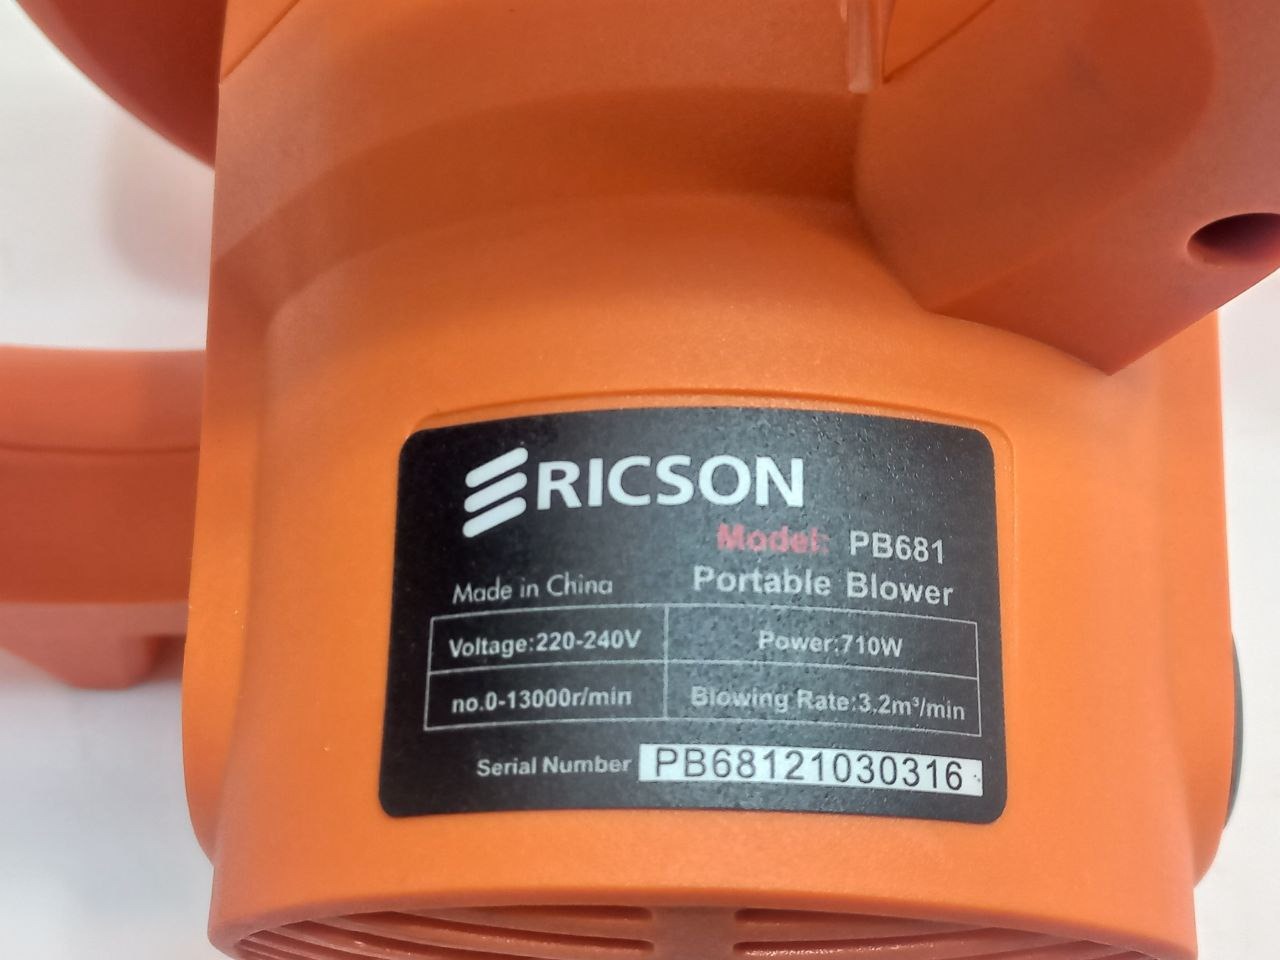 ERICSON
Model: PB681
Made in China
Portable Blower
Voltage:220-240V
Power:710W
no.0-13000r/min
Blowing Rate:3.2m³/min
Serial Number PB68121030316